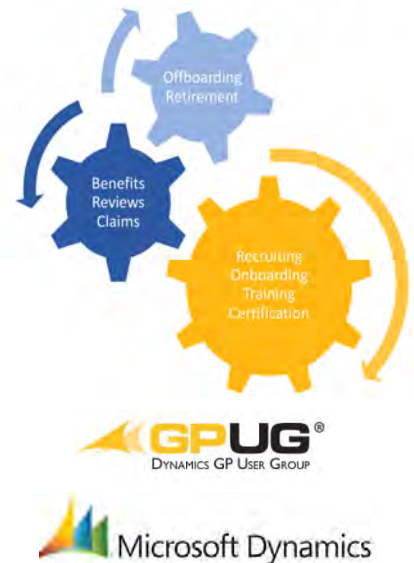 Offboarding
Retirement
Benefits
Reviews
Claims
Recruiting
Onboarding
Training
Certification
GPUG®
DYNAMICS GP USER GROUP
Microsoft Dynamics